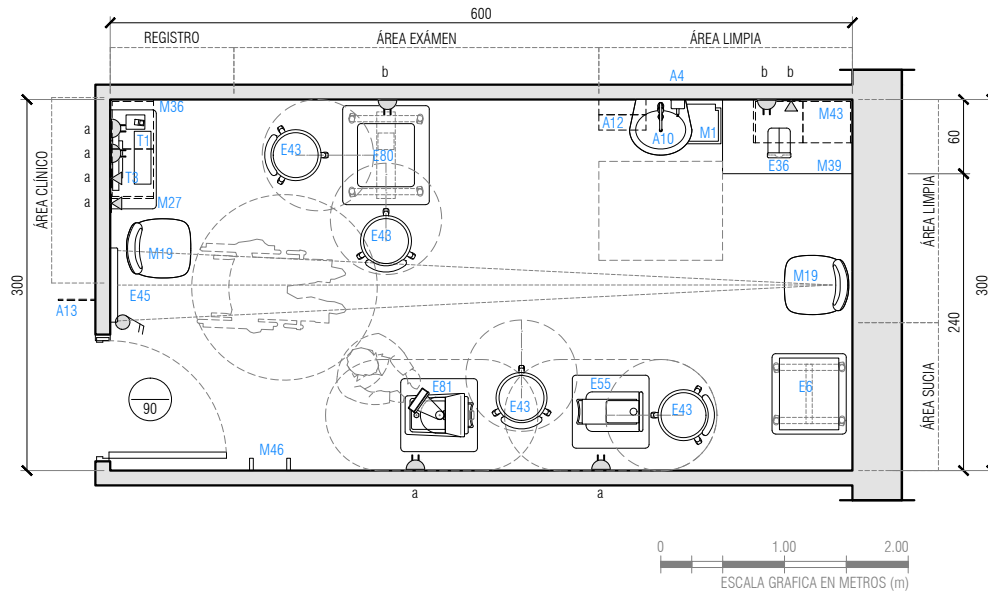 600
REGISTRO
ÁREA EXÁMEN
ÁREA LIMPIA
b
A4
b
b
M36
a
T1
a
T3
a
a
M27
E43
E80
E43
A12
A10
M1
M43
E36
M39
60
ÁREA CLÍNICO
ÁREA LIMPIA
M19
E45
M19
A13
300
300
240
90
E81
E43
E55
E43
E6
ÁREA SUCIA
M46
a
a
0
1.00
2.00
ESCALA GRAFICA EN METROS (m)